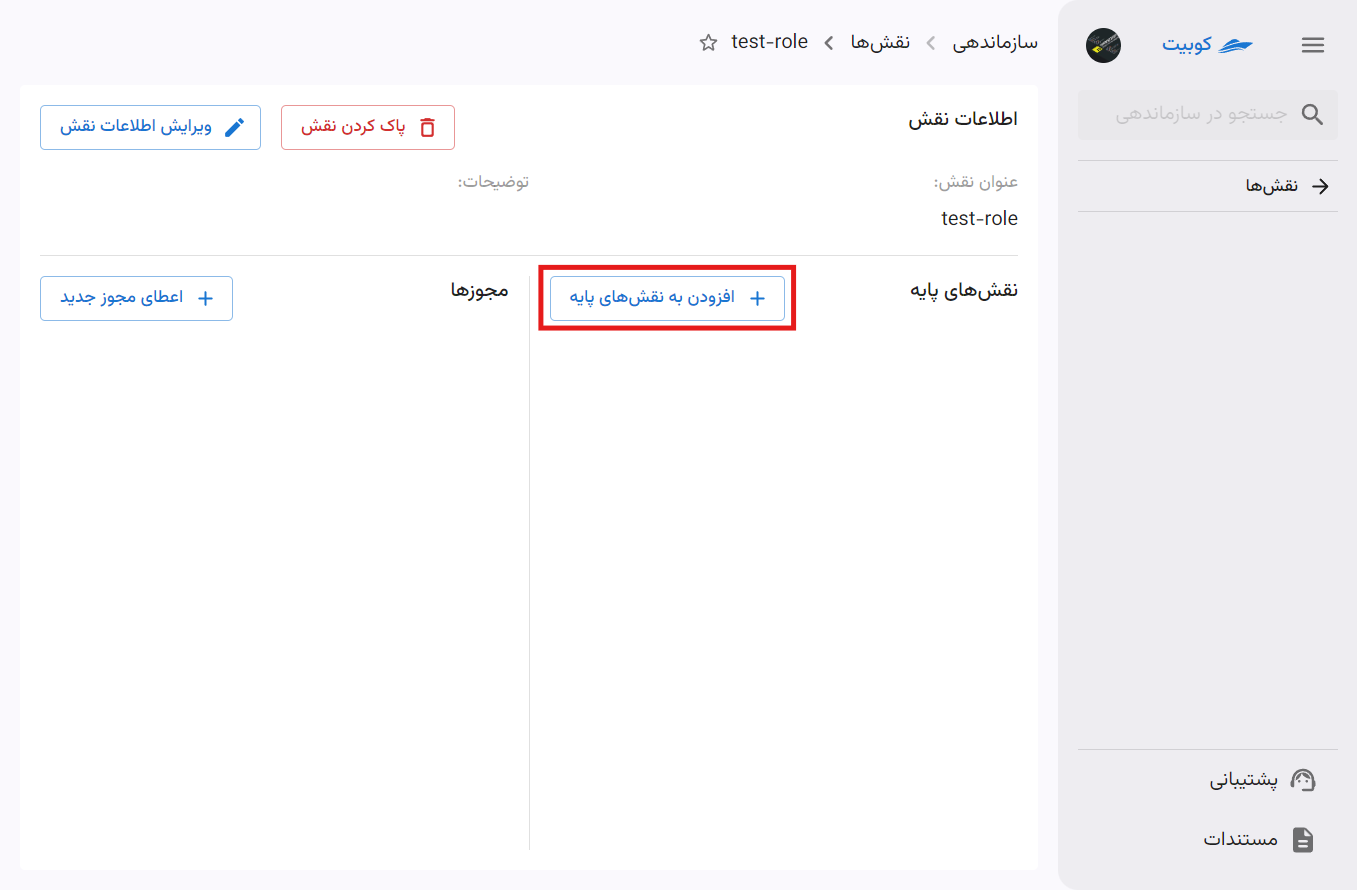 کوبیت
جستجو در سازماندهی
نقش‌ها
پشتیبانی
مستندات
سازماندهی
نقش‌ها
test-role
اطلاعات نقش
پاک کردن نقش
ویرایش اطلاعات نقش
عنوان نقش:
test-role
توضیحات:
نقش‌های پایه
افزودن به نقش‌های پایه
مجوزها
اعطای مجوز جدید